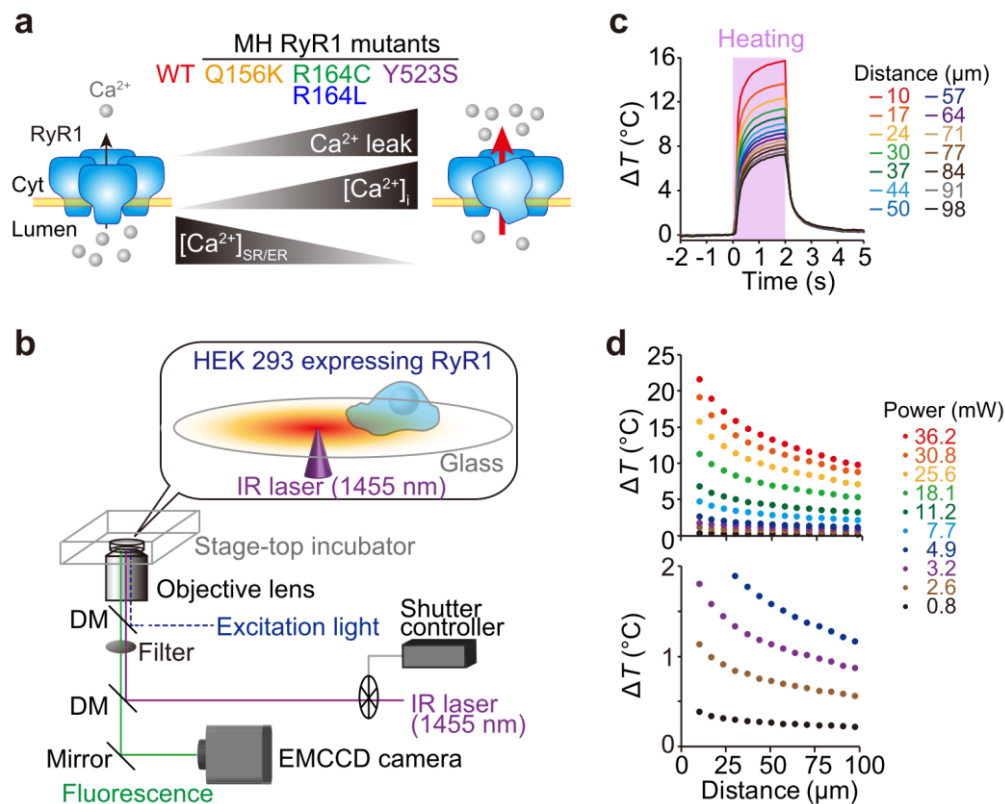 a
MH RyR1 mutants
WT Q156K R164C Y523S
R164L
Ca²⁺
RyR1
Cyt
Lumen
Ca²⁺ leak
[Ca²⁺]i
[Ca²⁺]SR/ER
b
HEK 293 expressing RyR1
Glass
IR laser (1455 nm)
Stage-top incubator
Objective lens
DM
Excitation light
Filter
Shutter
controller
DM
IR laser
(1455 nm)
Mirror
EMCCD camera
Fluorescence
c
Heating
16
12
8
4
0
ΔT (°C)
-2 -1 0 1 2 3 4 5
Time (s)
Distance (µm)
10 57
17 64
24 71
30 77
37 84
44 91
50 98
d
25
20
15
10
5
0
ΔT (°C)
2
1
0
ΔT (°C)
0 25 50 75 100
Distance (µm)
Power (mW)
36.2
30.8
25.6
18.1
11.2
7.7
4.9
3.2
2.6
0.8